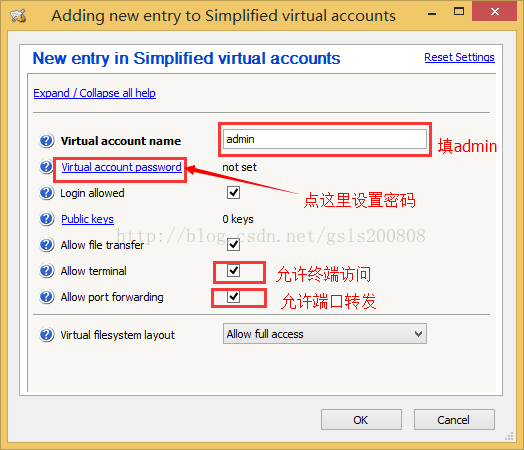 Adding new entry to Simplified virtual accounts
New entry in Simplified virtual accounts
Reset Settings
Expand / Collapse all help
Virtual account name
admin
填admin
Virtual account password
not set
Login allowed
点这里设置密码
Public keys
0 keys
http://blog.csdn.net/gsls200808
Allow file transfer
Allow terminal
允许终端访问
Allow port forwarding
允许端口转发
Virtual filesystem layout
Allow full access
OK
Cancel